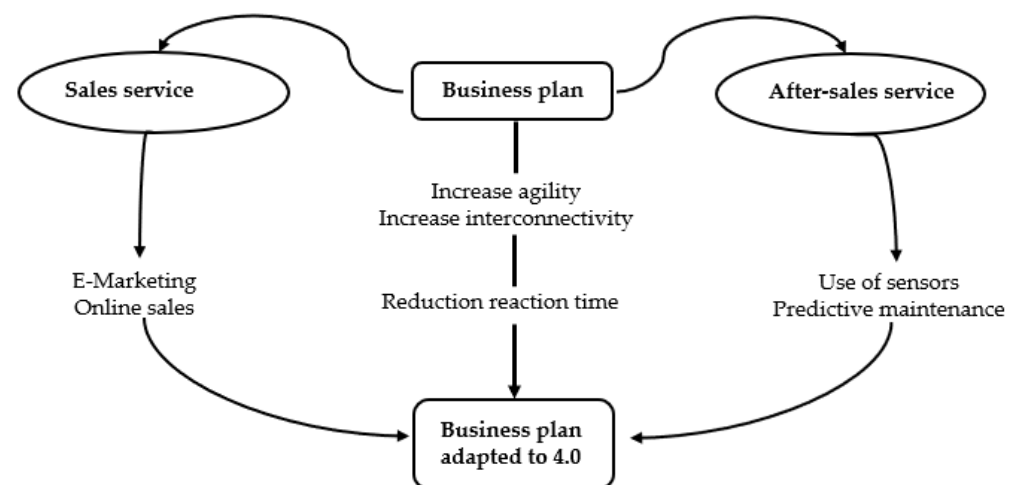 Sales service
Business plan
After-sales service
Increase agility
Increase interconnectivity
E-Marketing
Online sales
Reduction reaction time
Use of sensors
Predictive maintenance
Business plan
adapted to 4.0